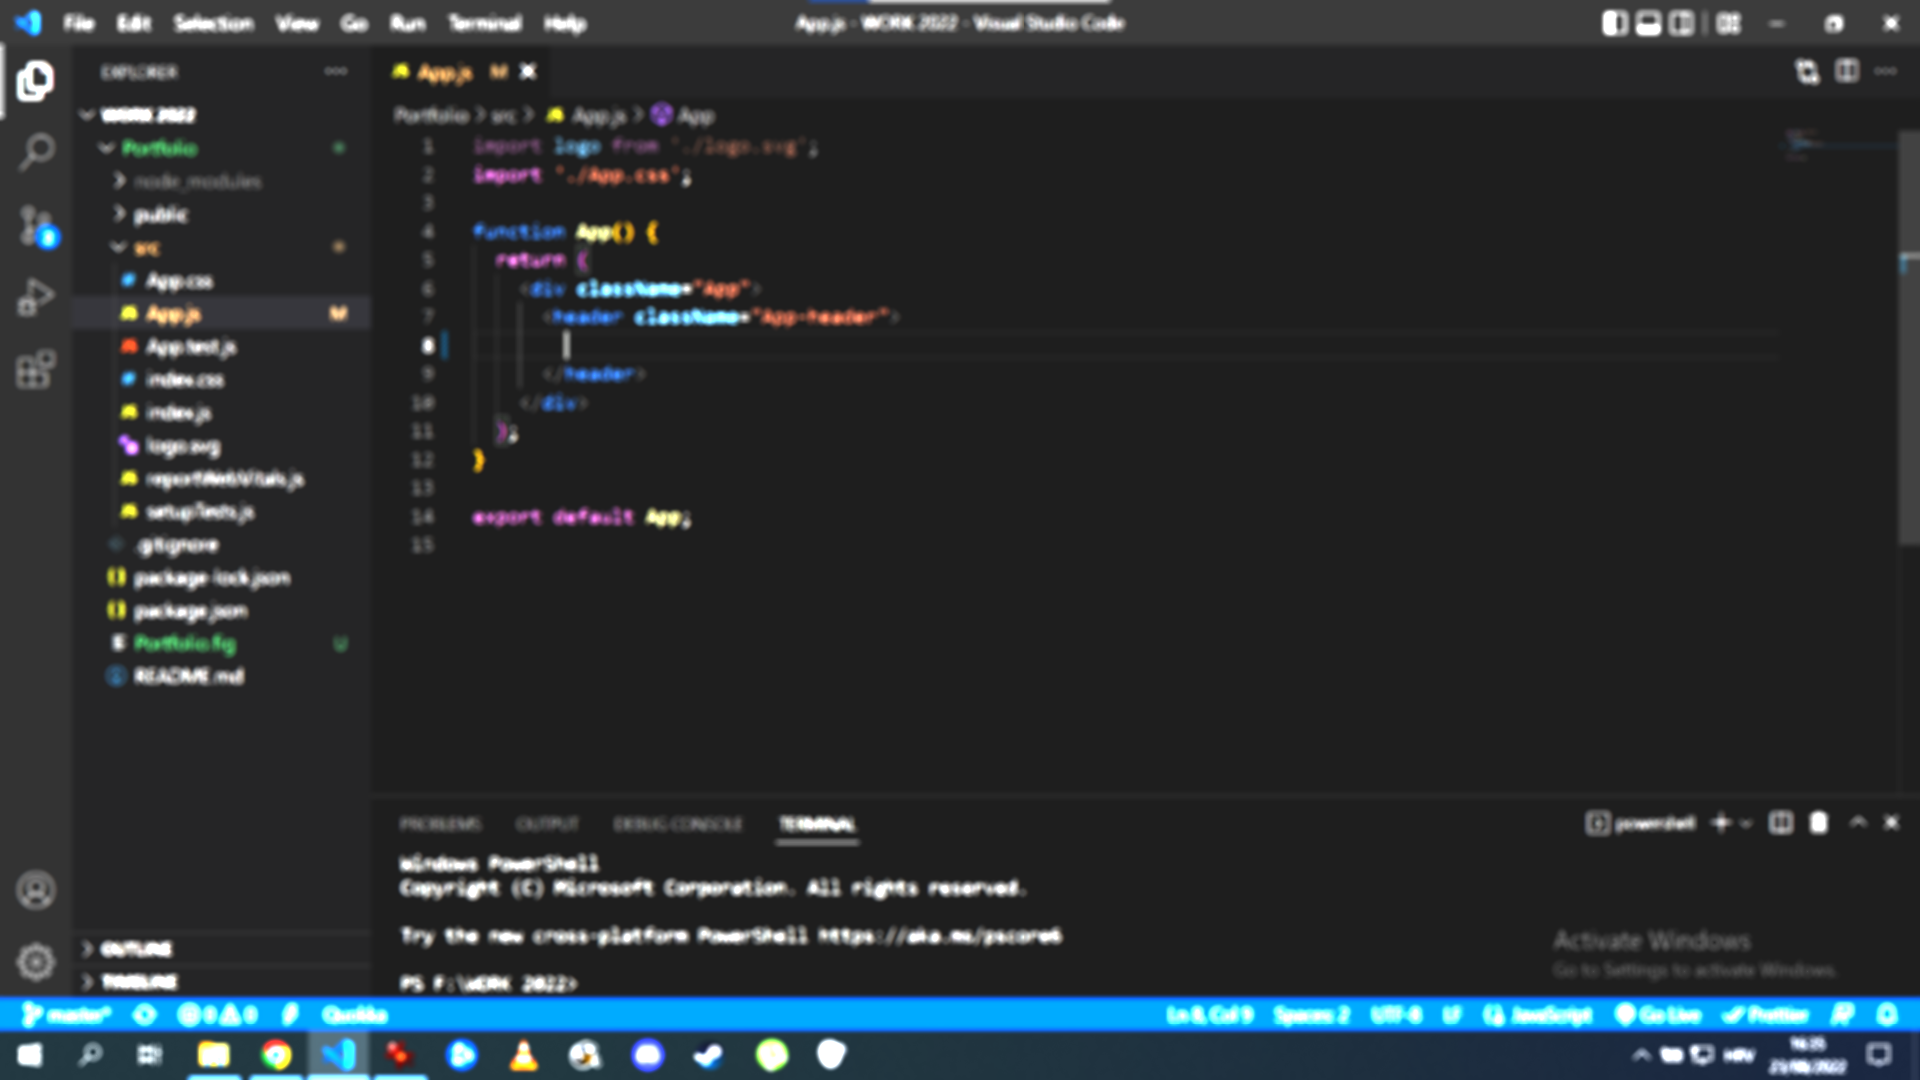 File Edit Selection View Go Run Terminal Help
App.js - WORK 2022 - Visual Studio Code
EXPLORER
WORK 2022
Portfolio
node_modules
public
src
App.css
App.js M
App.test.js
index.css
index.js
logo.svg
reportWebVitals.js
setupTests.js
.gitignore
package-lock.json
package.json
Portfolio.fig U
README.md
OUTLINE
TIMELINE
App.js M
Portfolio > src > App.js > App
1 import logo from './logo.svg';
2 import './App.css';
3
4 function App() {
5 return (
6 <div className="App">
7 <header className="App-header">
8
9 </header>
10 </div>
11 );
12 }
13
14 export default App;
15
PROBLEMS OUTPUT DEBUG CONSOLE TERMINAL
powershell
Windows PowerShell
Copyright (C) Microsoft Corporation. All rights reserved.
Try the new cross-platform PowerShell https://aka.ms/pscore6
PS F:\WORK 2022>
Activate Windows
Go to Settings to activate Windows.
master* 0 0 Quokka
Ln 8, Col 9 Spaces: 2 UTF-8 LF JavaScript Go Live Prettier
HRV